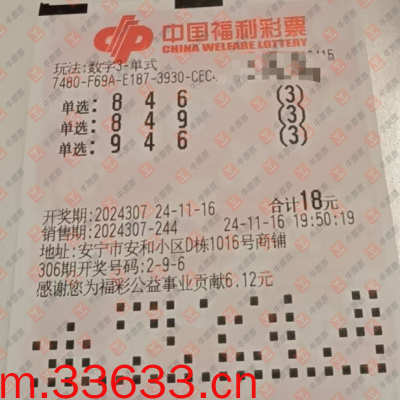 中国福利彩票
CHINA WELFARE LOTTERY
玩法:数字3-单式
7480-F69A-E187-3930-CEC
单选: 8 4 6 (3)
单选: 8 4 9 (3)
单选: 9 4 6 (3)
开奖期:2024307 24-11-16 合计18元
销售期:2024307-244 24-11-16 19:50:19
地址:安宁市安和小区D栋1016号商铺
306期开奖号码:2-9-6
感谢您为福彩公益事业贡献6.12元
m.33633.cn